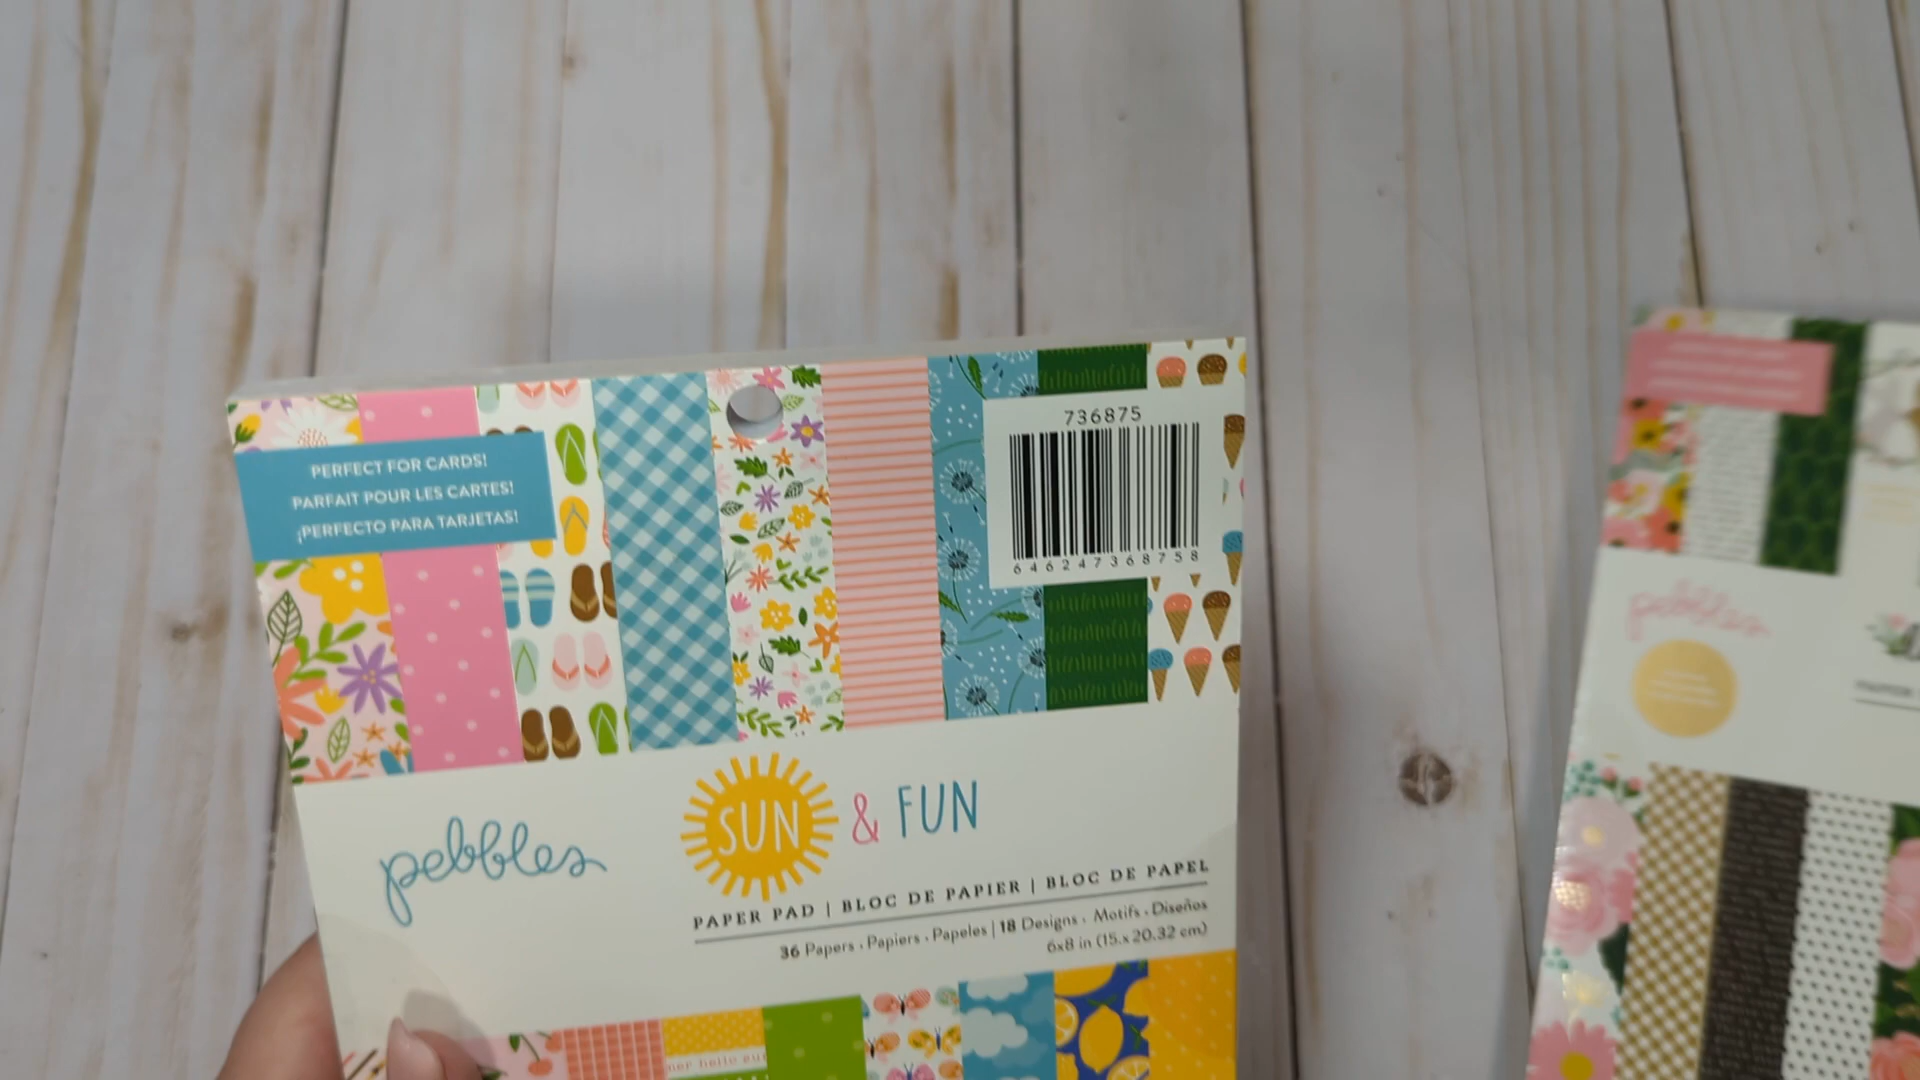 736875
6 46247 36875 8
PERFECT FOR CARDS!
PARFAIT POUR LES CARTES!
¡PERFECTO PARA TARJETAS!
pebbles
SUN & FUN
PAPER PAD | BLOC DE PAPIER | BLOC DE PAPEL
36 Papers • Papiers • Papeles | 18 Designs • Motifs • Diseños
6x8 in (15.x 20.32 cm)
pebbles